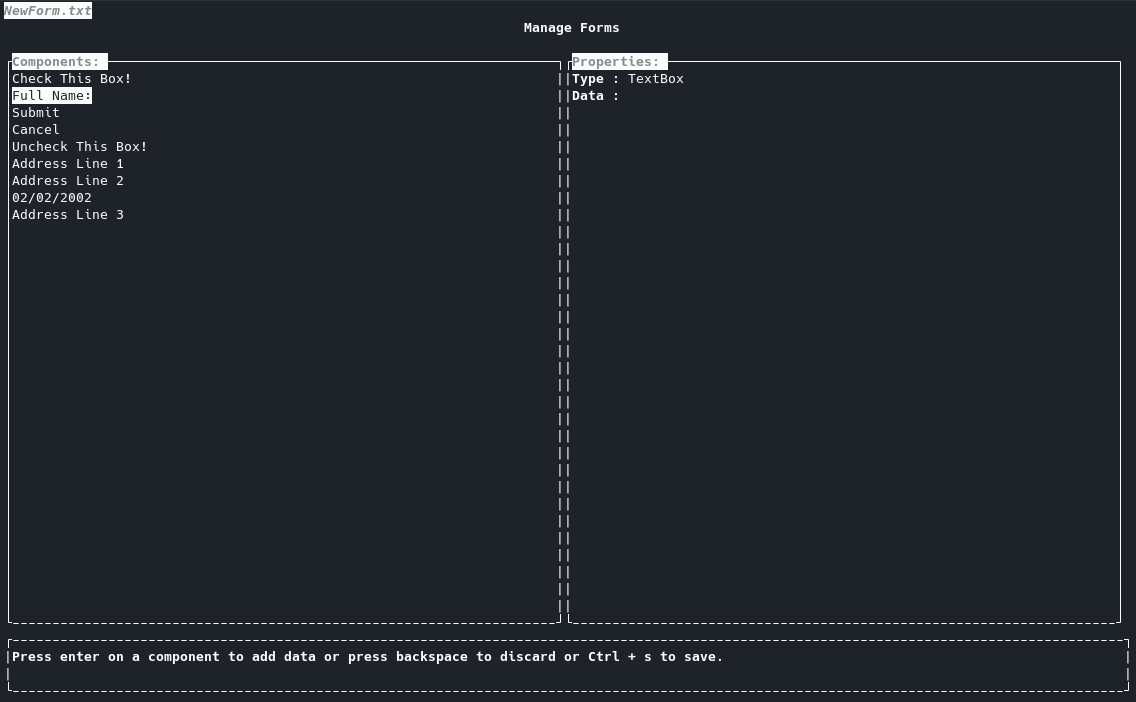 NewForm.txt
Manage Forms
Components:
Check This Box!
Full Name:
Submit
Cancel
Uncheck This Box!
Address Line 1
Address Line 2
02/02/2002
Address Line 3
Properties:
Type : TextBox
Data :
Press enter on a component to add data or press backspace to discard or Ctrl + s to save.